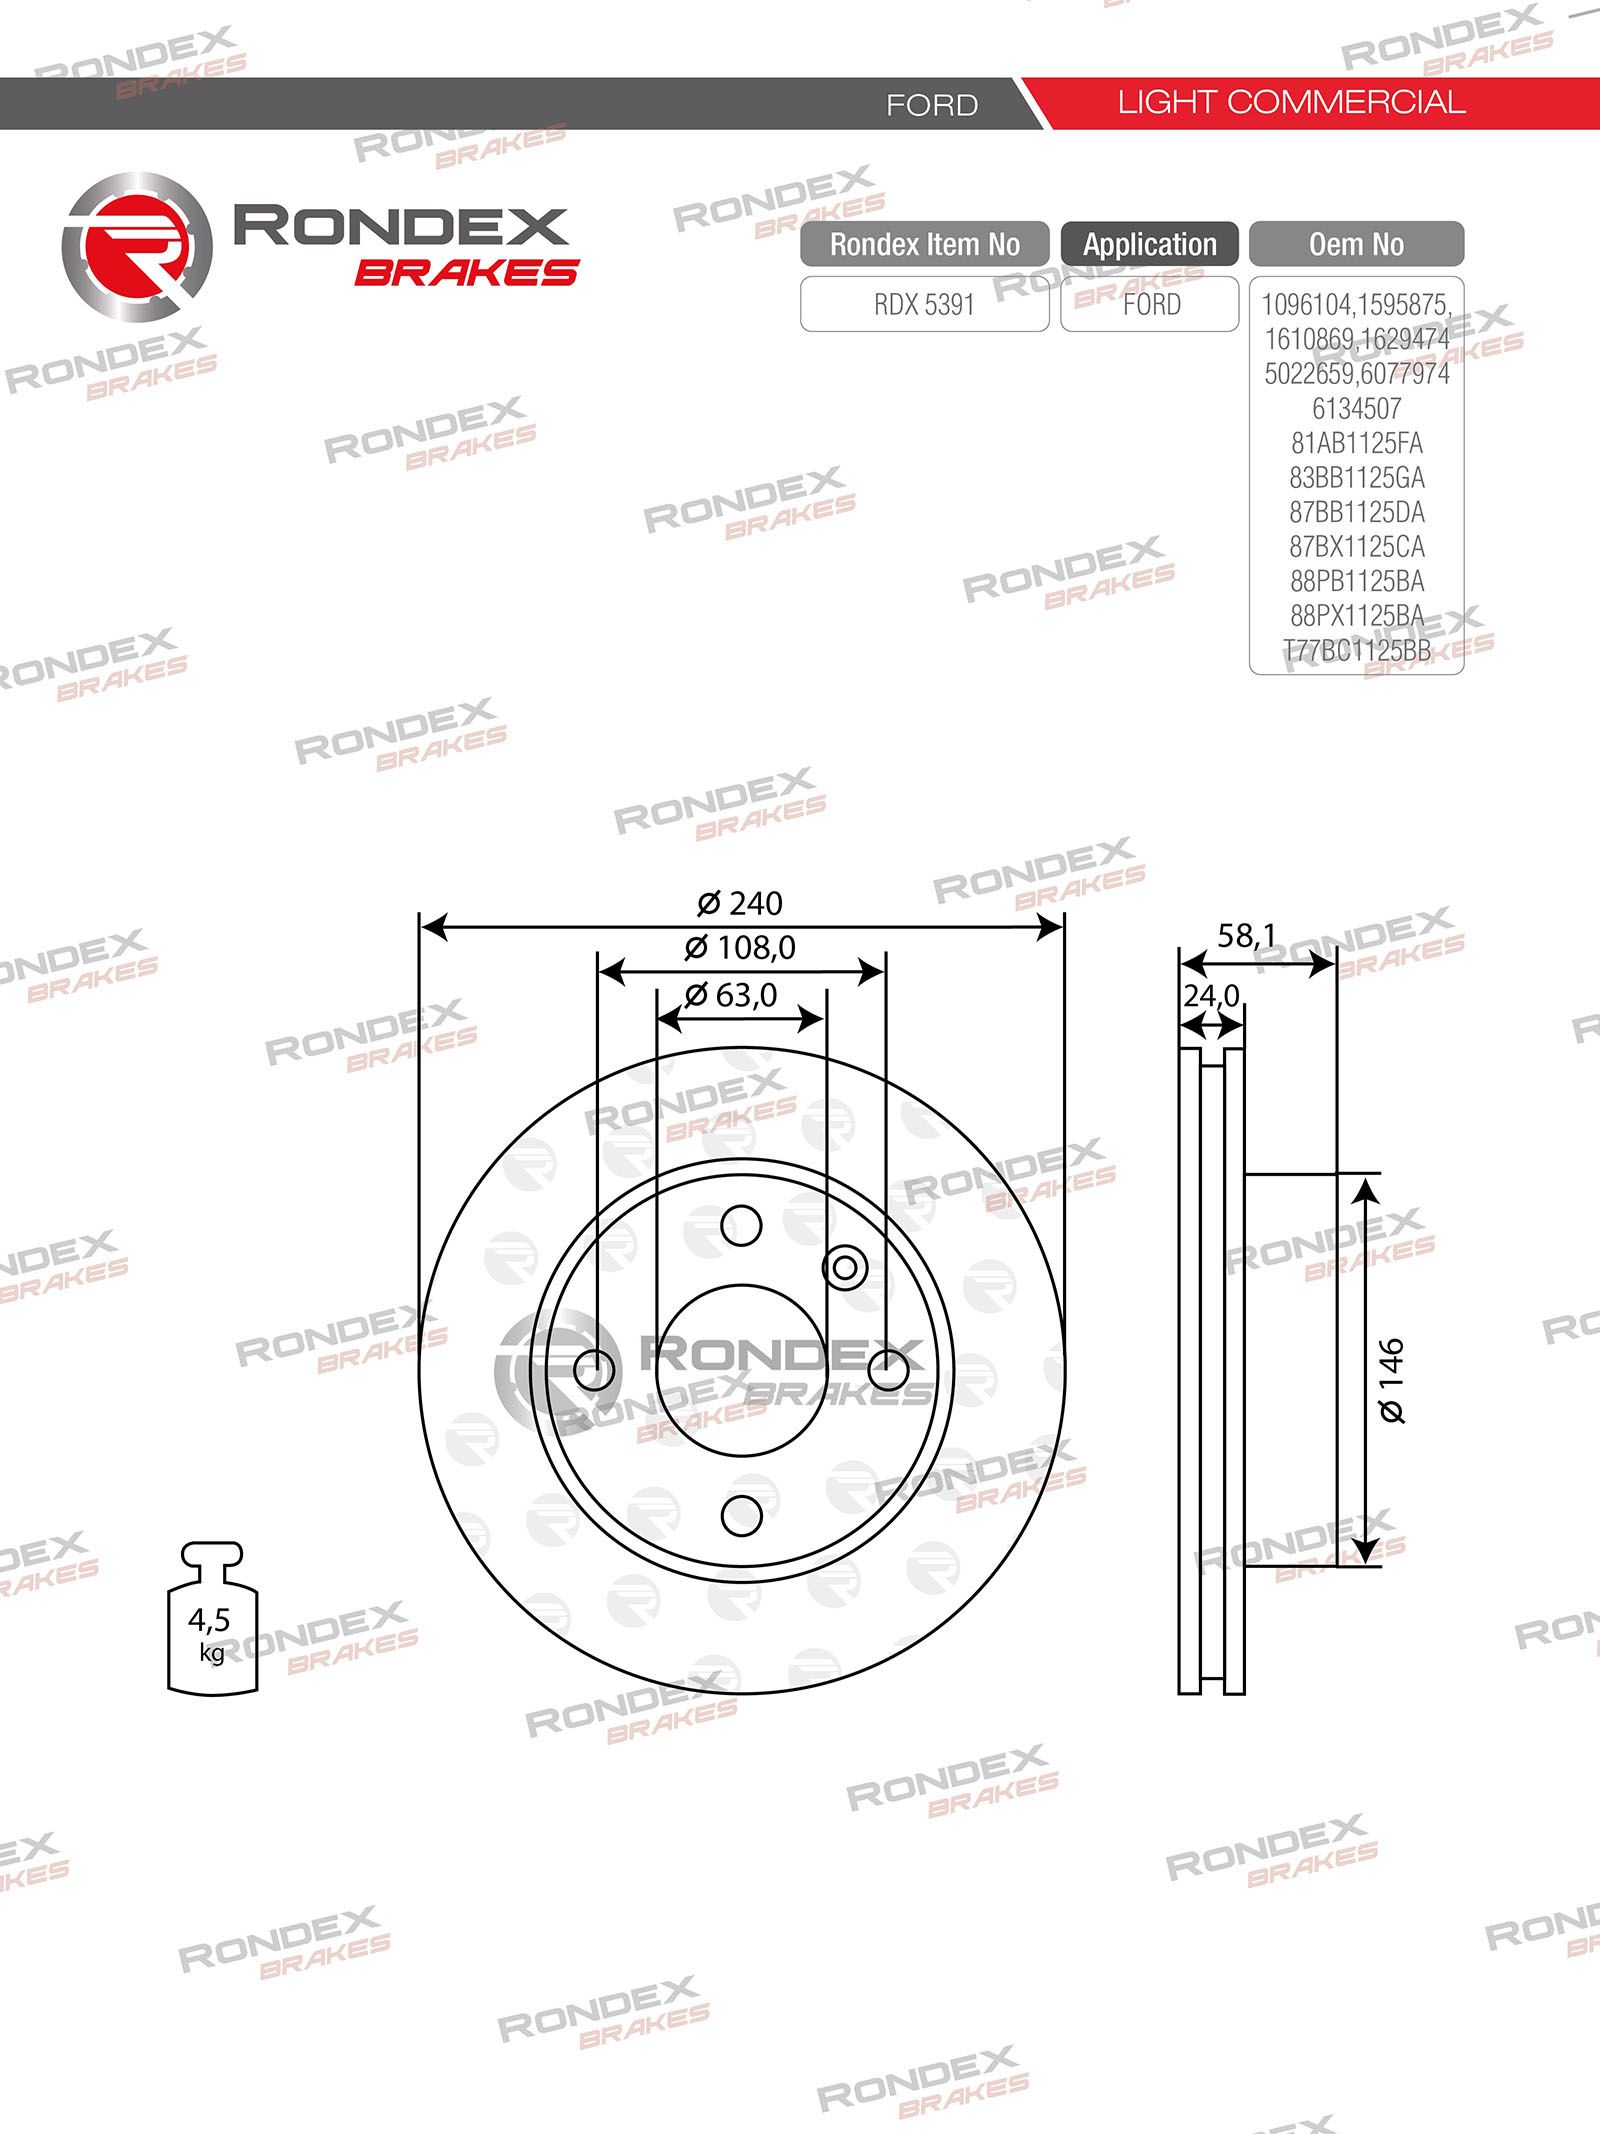 FORD
LIGHT COMMERCIAL
RONDEX
BRAKES
Rondex Item No
Application
Oem No
RDX 5391
FORD
1096104,1595875,
1610869,1629474
5022659,6077974
6134507
81AB1125FA
83BB1125GA
87BB1125DA
87BX1125CA
88PB1125BA
88PX1125BA
T77BC1125BB
⌀ 240
⌀ 108,0
⌀ 63,0
58,1
24,0
⌀ 146
RONDEX
BRAKES
4,5
kg